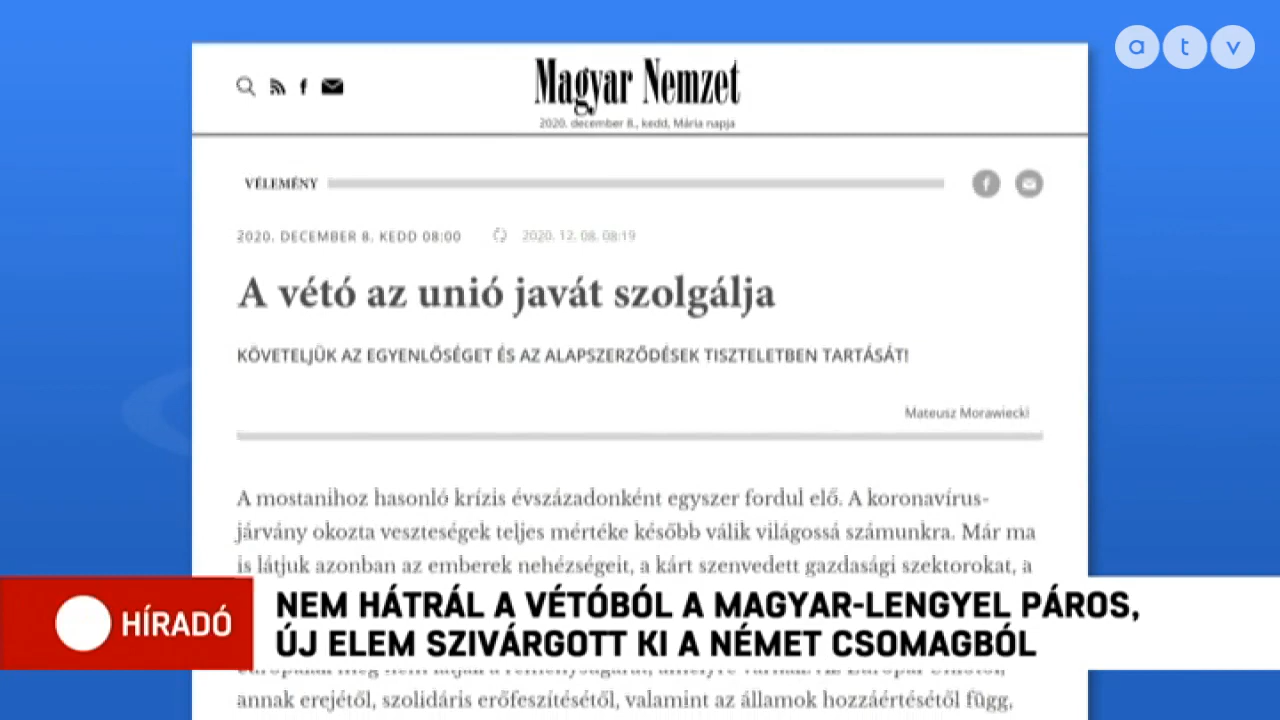 a t v
Magyar Nemzet
2020. december 8., kedd, Mária napja
VÉLEMÉNY
2020. DECEMBER 8. KEDD 08:00 2020. 12. 08. 08:19
A vétó az unió javát szolgálja
KÖVETELJÜK AZ EGYENLŐSÉGET ÉS AZ ALAPSZERZŐDÉSEK TISZTELETBEN TARTÁSÁT!
Mateusz Morawiecki
A mostanihoz hasonló krízis évszázadonként egyszer fordul elő. A koronavírus-
járvány okozta veszteségek teljes mértéke később válik világossá számunkra. Már ma
is látjuk azonban az emberek nehézségeit, a kárt szenvedett gazdasági szektorokat, a
HÍRADÓ
NEM HÁTRÁL A VÉTÓBÓL A MAGYAR-LENGYEL PÁROS,
ÚJ ELEM SZIVÁRGOTT KI A NÉMET CSOMAGBÓL
annak erejétől, szolidáris erőfeszítésétől, valamint az államok hozzáértésétől függ,